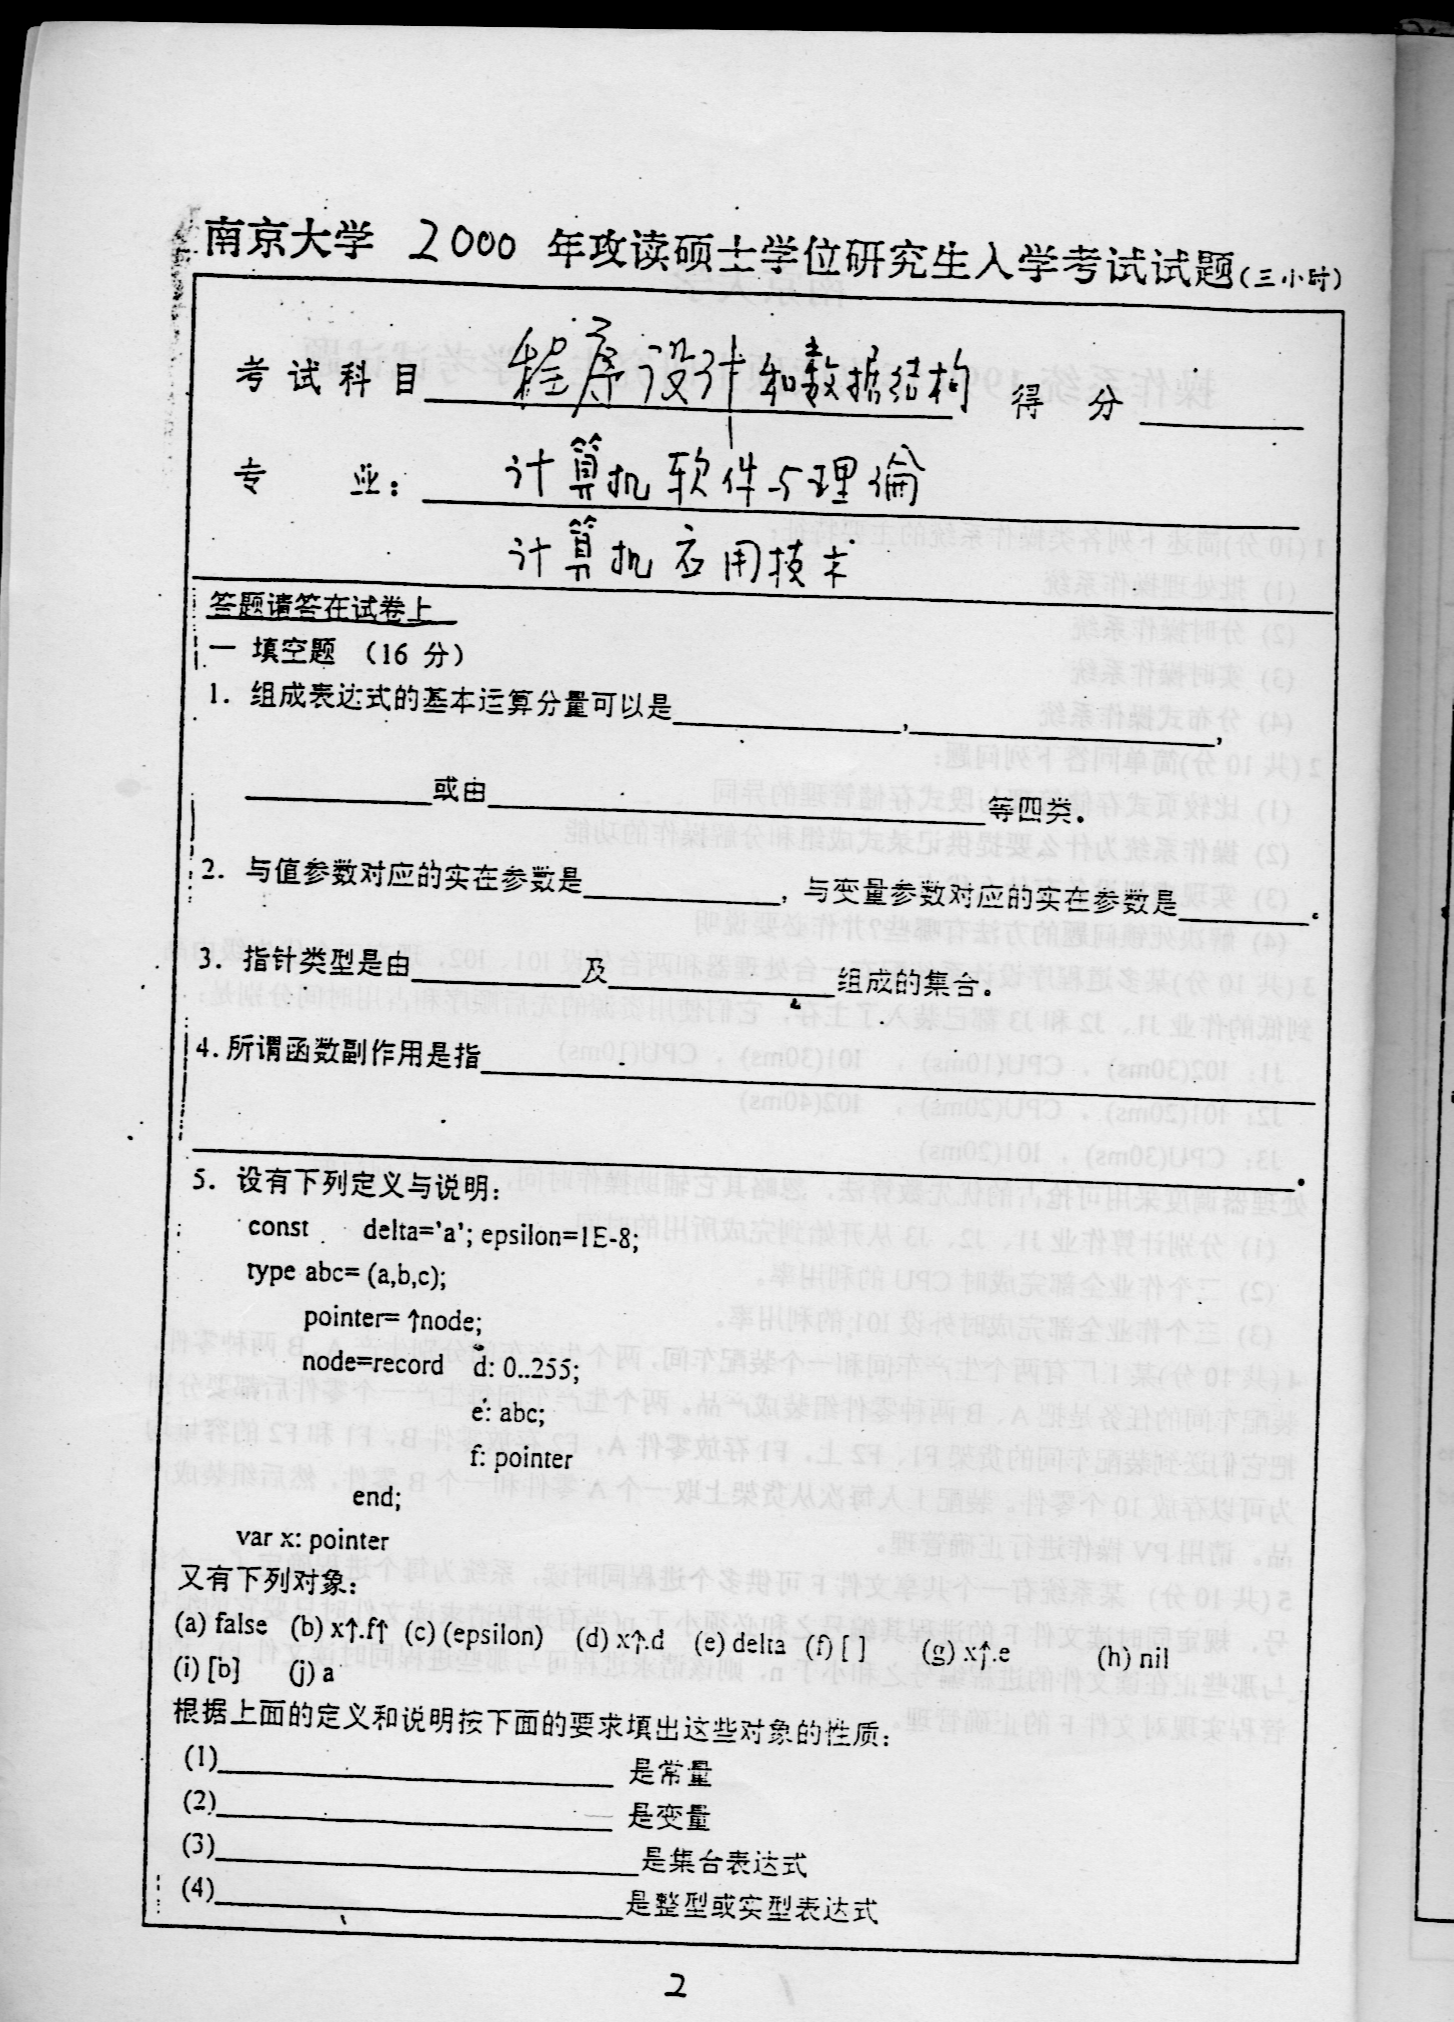 南京大学 2000 年攻读硕士学位研究生入学考试试题(三小时)
考试科目 程序设计和数据结构 得 分
专 业: 计算机软件与理倫
计算机应用技术
答题请答在试卷上
一 填空题 (16 分)
1. 组成表达式的基本运算分量可以是____________,____________,
____________或由____________等四类。
2. 与值参数对应的实在参数是____________, 与变量参数对应的实在参数是____________。
3. 指针类型是由____________及____________组成的集合。
4. 所谓函数副作用是指____________
____________。
5. 设有下列定义与说明:
const delta='a'; epsilon=1E-8;
type abc= (a,b,c);
pointer= ↑node;
node=record d: 0..255;
e: abc;
f: pointer
end;
var x: pointer
又有下列对象:
(a) false (b) x↑.f↑ (c) (epsilon) (d) x↑.d (e) delta (f) [ ] (g) x↑.e (h) nil
(i) [b] (j) a
根据上面的定义和说明按下面的要求填出这些对象的性质:
(1)____________ 是常量
(2)____________ 是变量
(3)____________是集合表达式
(4)____________是整型或实型表达式
2